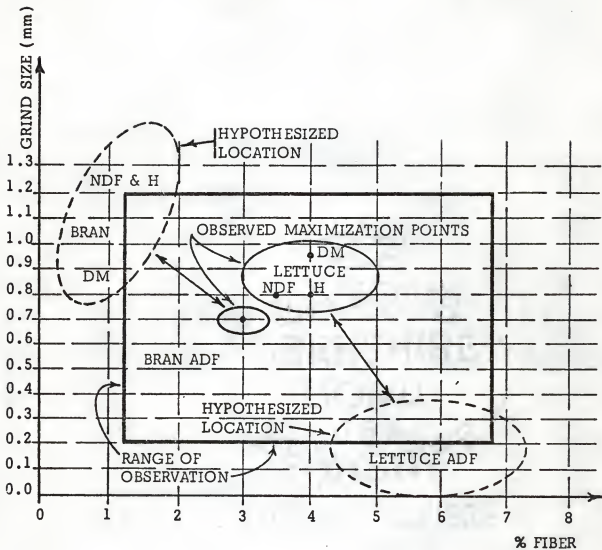 GRIND SIZE (mm)
1.3
1.2
1.1
1.0
0.9
0.8
0.7
0.6
0.5
0.4
0.3
0.2
0.1
0.0
HYPOTHESIZED
LOCATION
NDF & H
BRAN
DM
OBSERVED MAXIMIZATION POINTS
DM
LETTUCE
NDF H
BRAN ADF
HYPOTHESIZED
LOCATION
RANGE OF
OBSERVATION
LETTUCE ADF
0 1 2 3 4 5 6 7 8
% FIBER